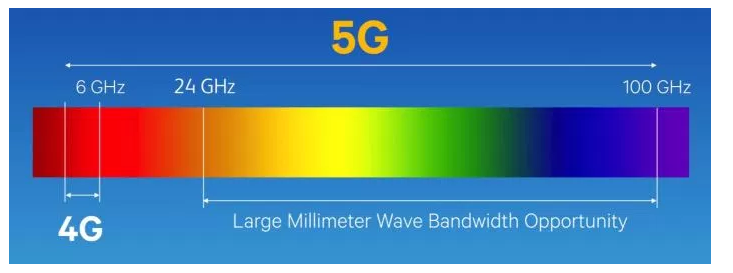 5G
6 GHz
24 GHz
100 GHz
4G
Large Millimeter Wave Bandwidth Opportunity